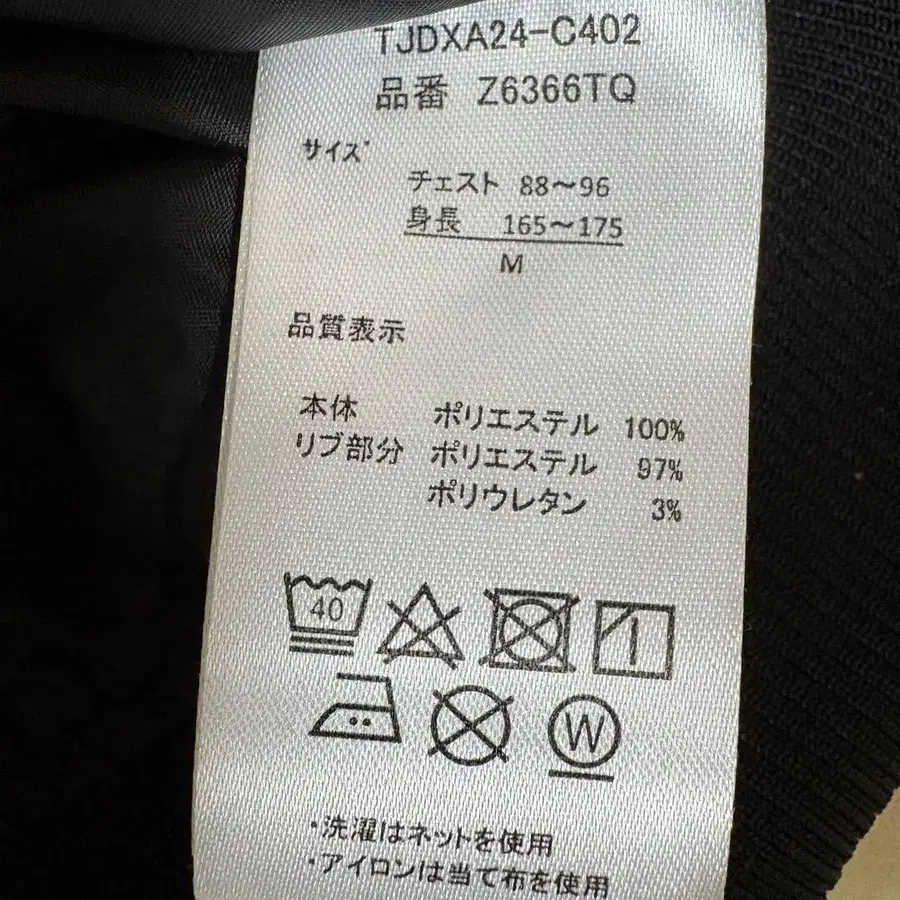 TJDXA24-C402
品番 Z6366TQ
サイズ
チェスト 88～96
身長 165～175
M
品質表示
本体 ポリエステル 100%
リブ部分 ポリエステル 97%
ポリウレタン 3%
40
W
・洗濯はネットを使用
・アイロンは当て布を使用